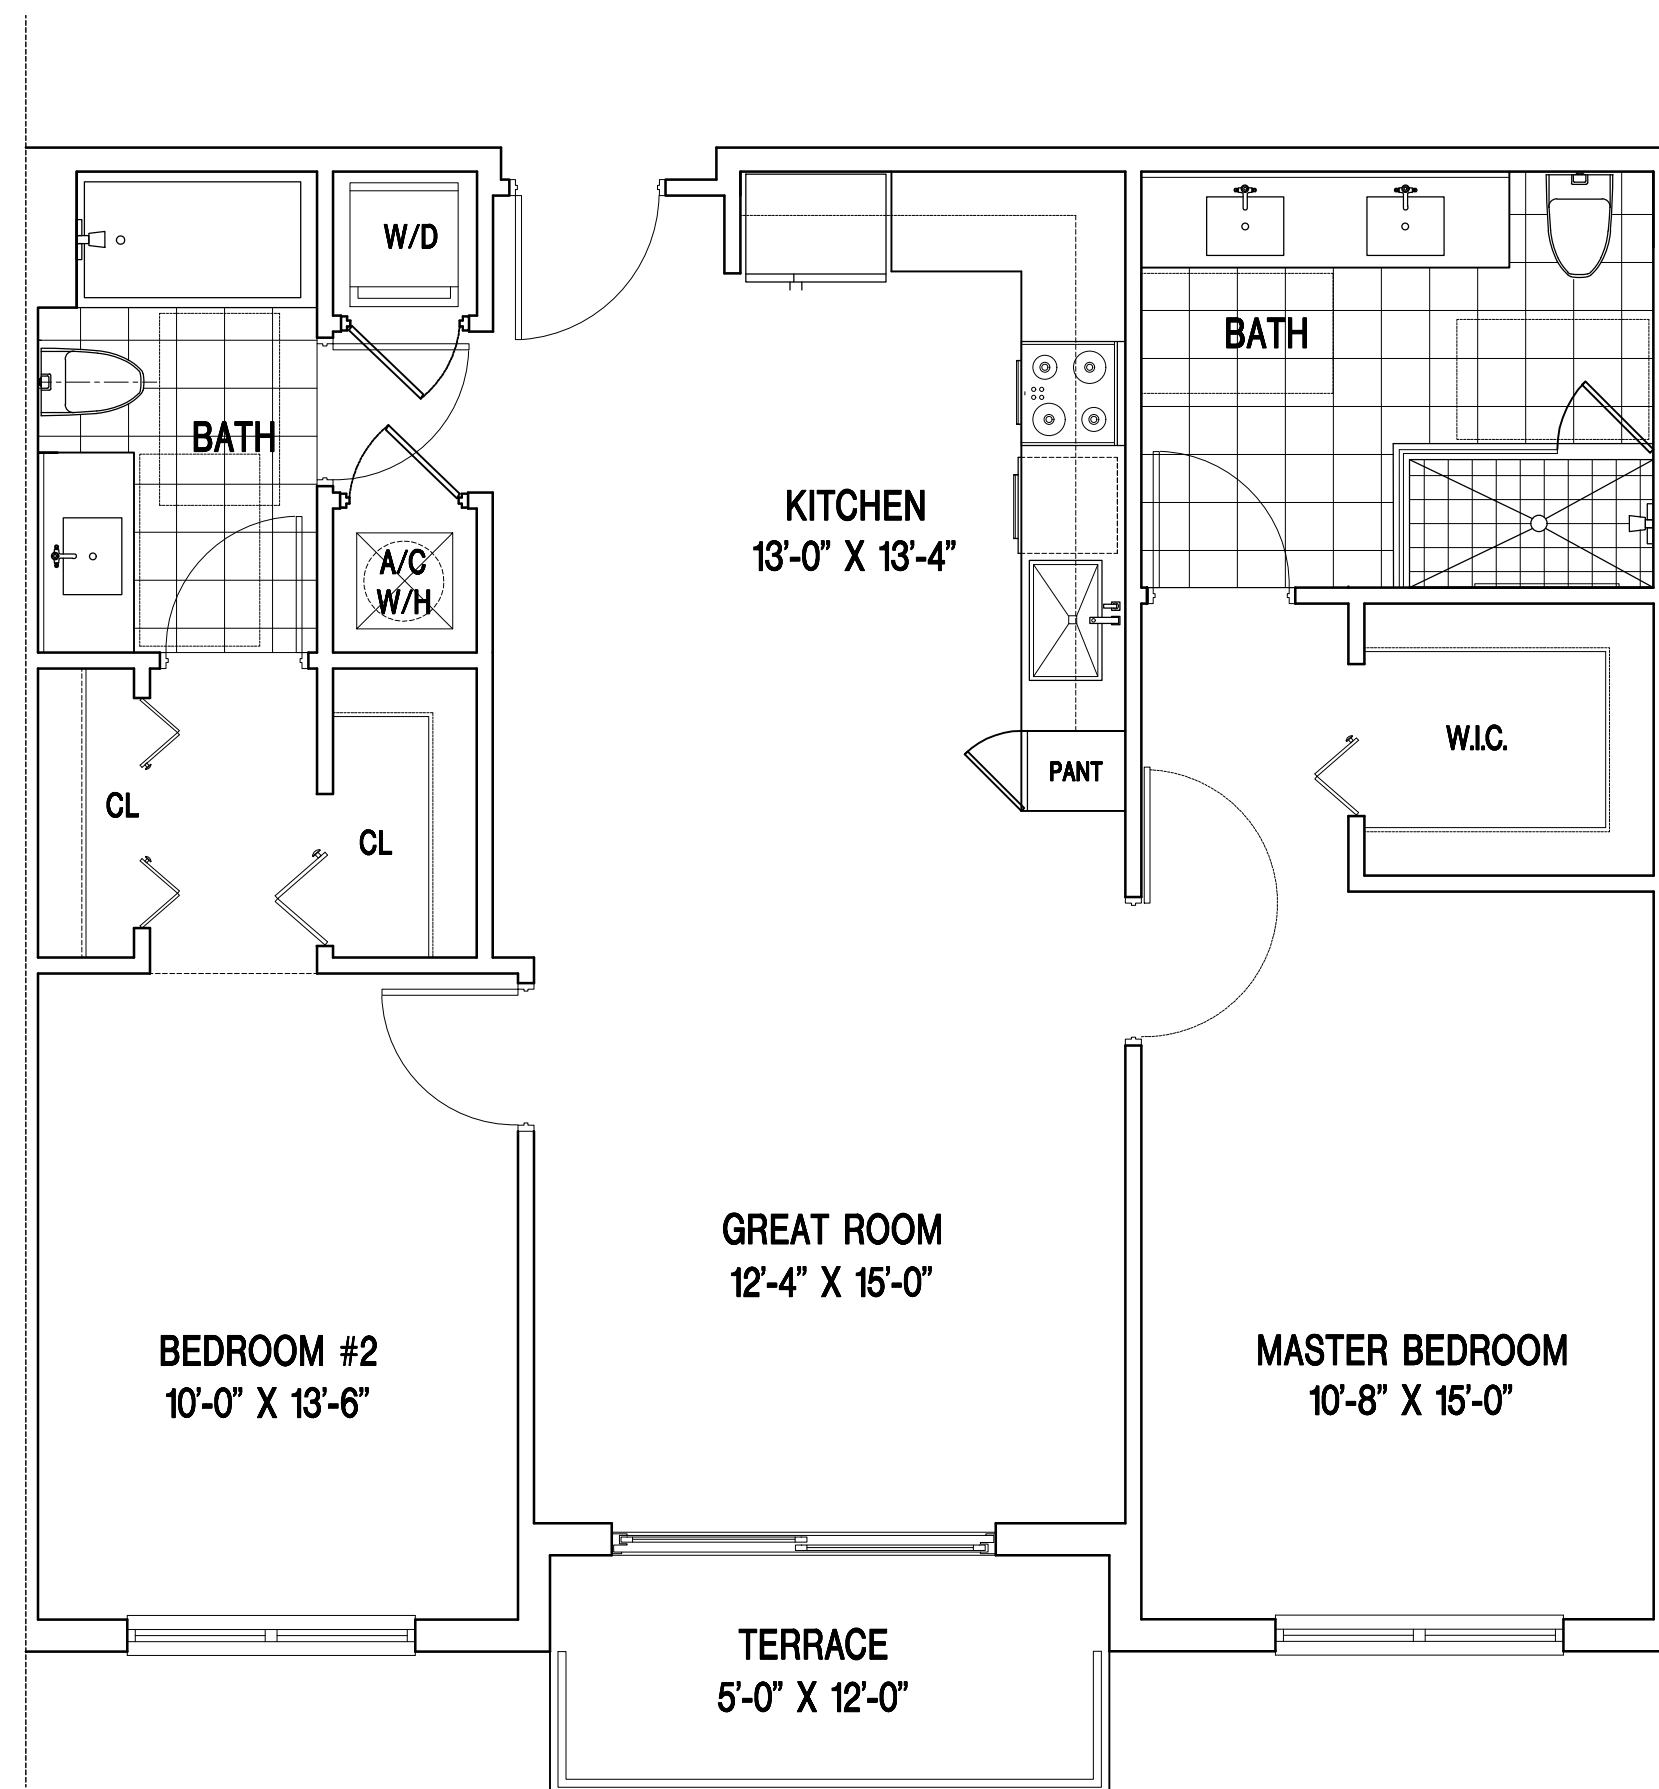 W/D
BATH
BATH
KITCHEN
13'-0" X 13'-4"
A/C
W/H
W.I.C.
PANT
CL
CL
GREAT ROOM
12'-4" X 15'-0"
BEDROOM #2
10'-0" X 13'-6"
MASTER BEDROOM
10'-8" X 15'-0"
TERRACE
5'-0" X 12'-0"